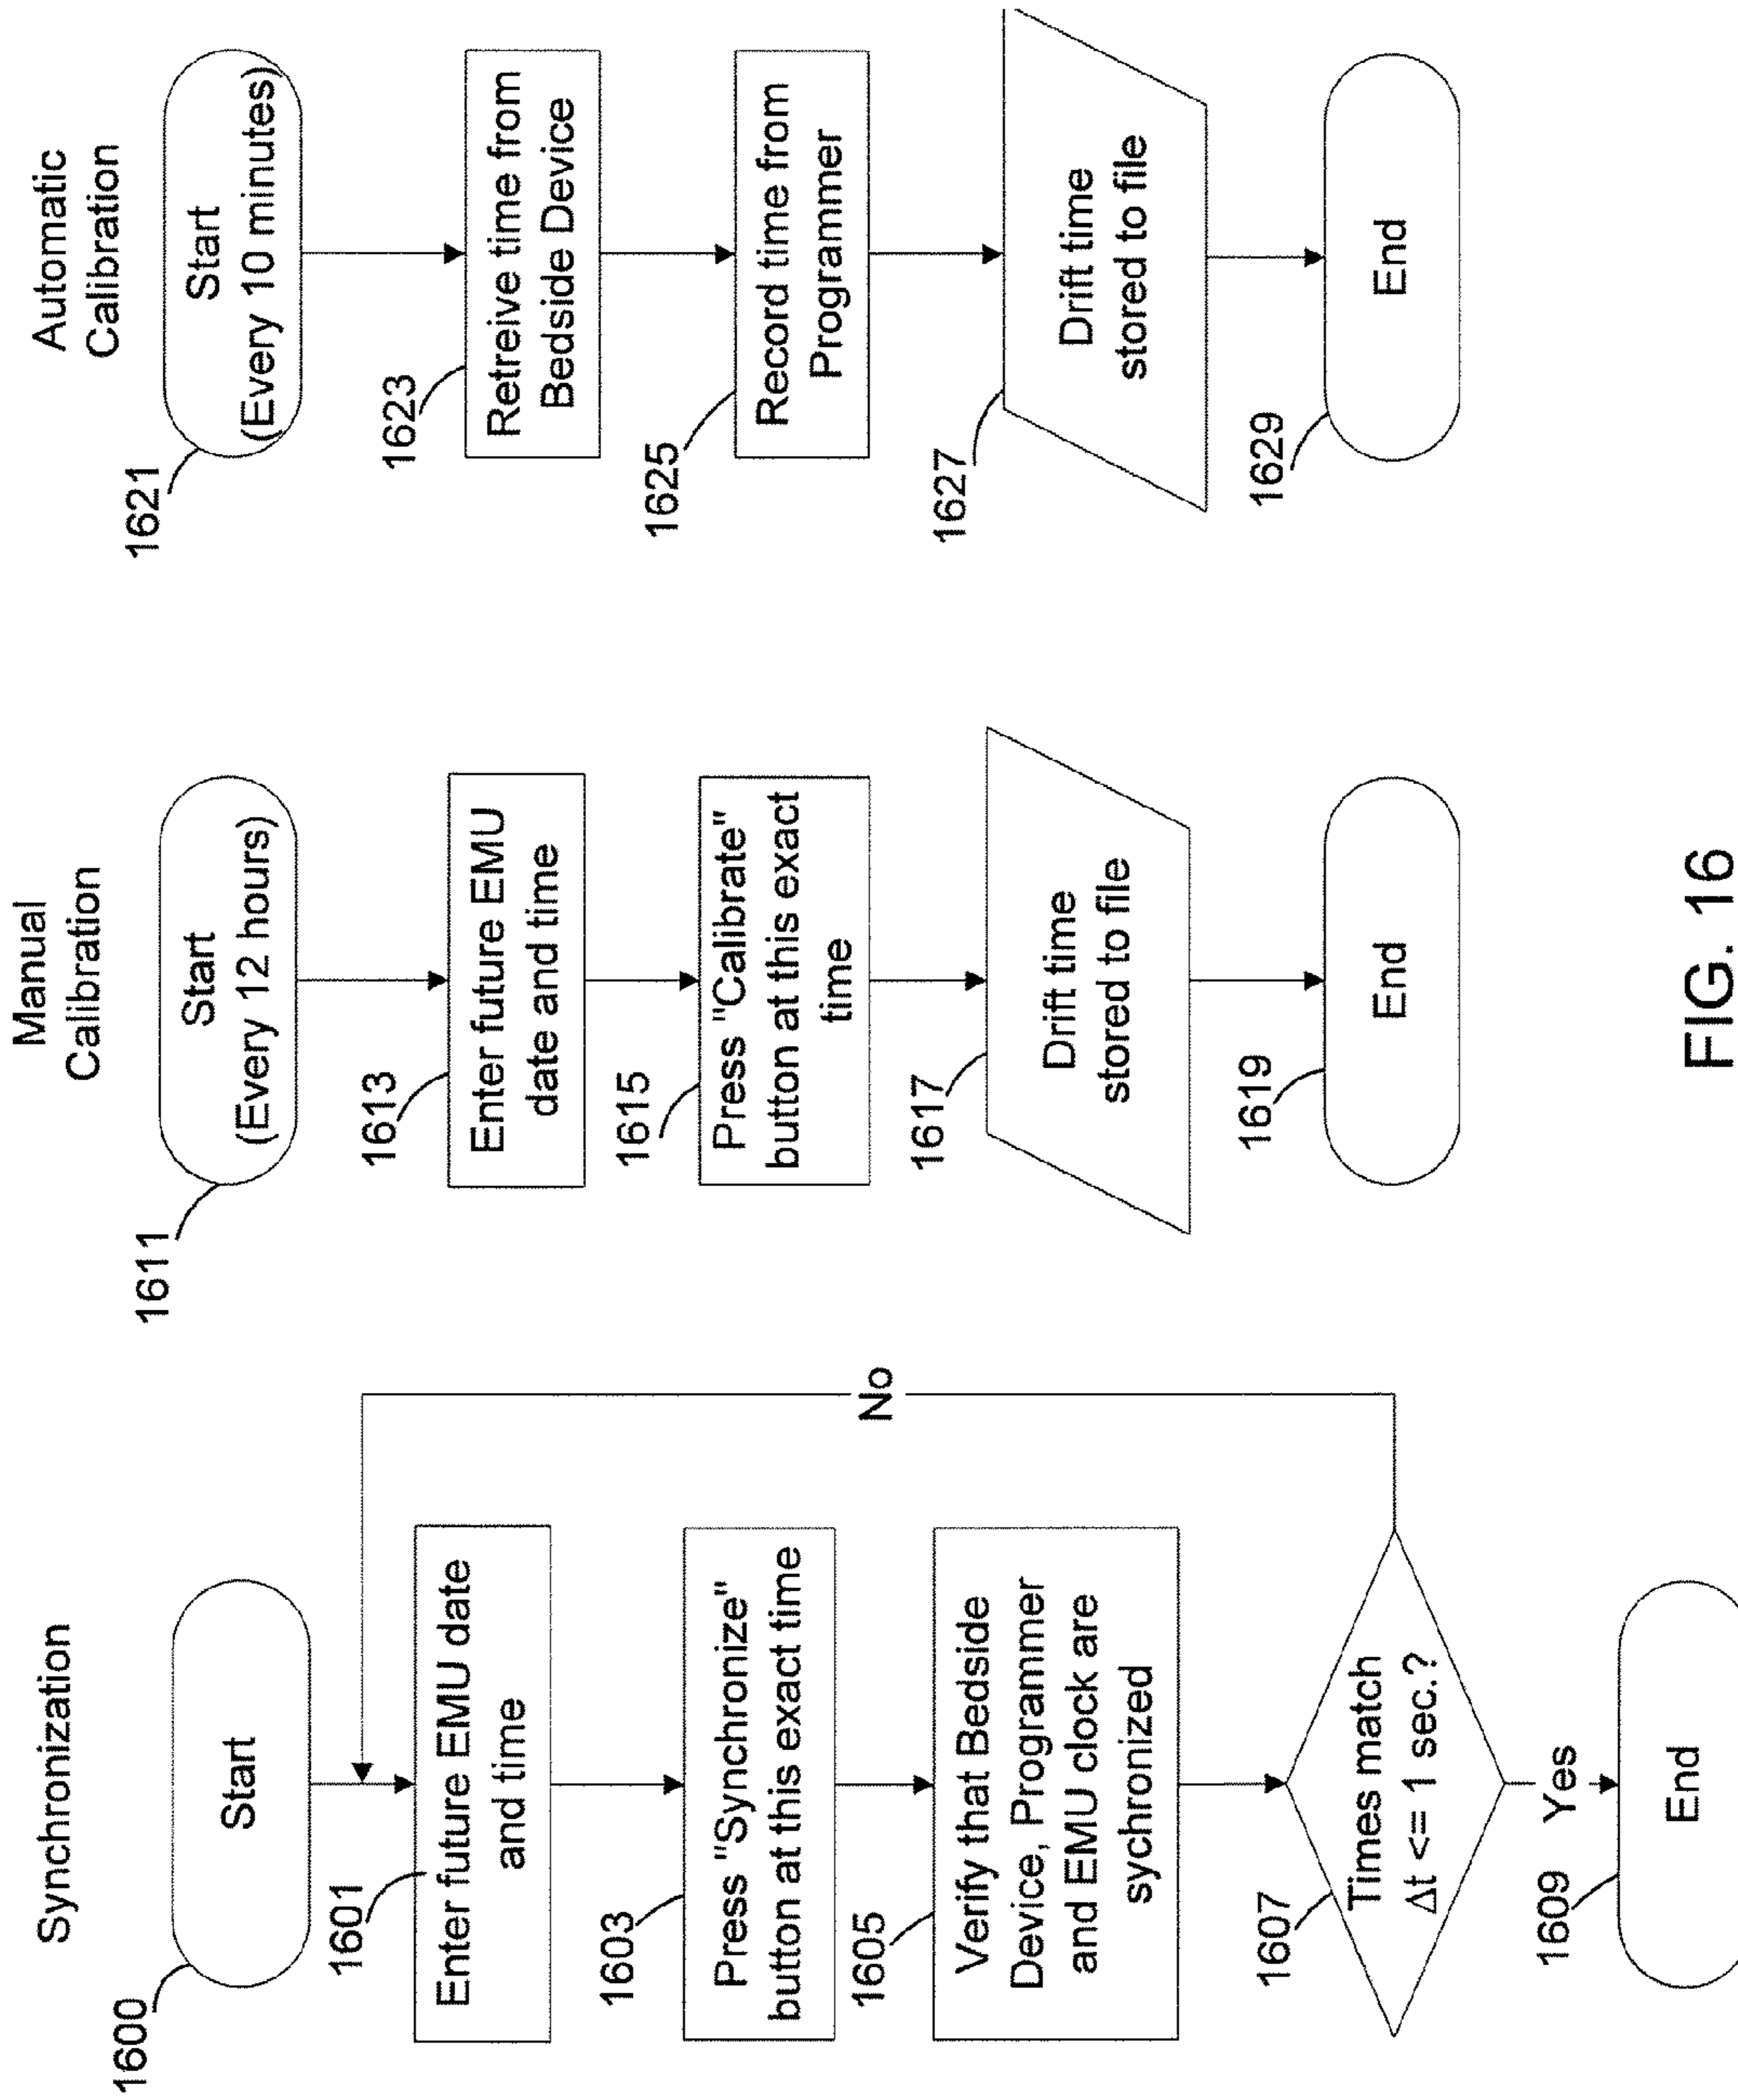 Synchronization
1600
Start
1601
Enter future EMU date
and time
1603
Press "Synchronize"
button at this exact time
1605
Verify that Bedside
Device, Programmer
and EMU clock are
sychronized
1607
Times match
Δt <= 1 sec.?
No
Yes
1609
End
Manual
Calibration
1611
Start
(Every 12 hours)
1613
Enter future EMU
date and time
1615
Press "Calibrate"
button at this exact
time
1617
Drift time
stored to file
1619
End
Automatic
Calibration
1621
Start
(Every 10 minutes)
1623
Retreive time from
Bedside Device
1625
Record time from
Programmer
1627
Drift time
stored to file
1629
End
FIG. 16